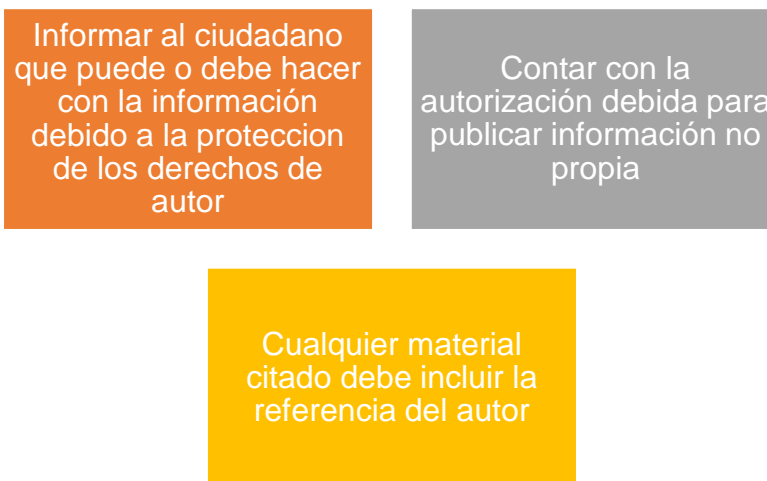 Informar al ciudadano
que puede o debe hacer
con la información
debido a la proteccion
de los derechos de
autor
Contar con la
autorización debida para
publicar información no
propia
Cualquier material
citado debe incluir la
referencia del autor